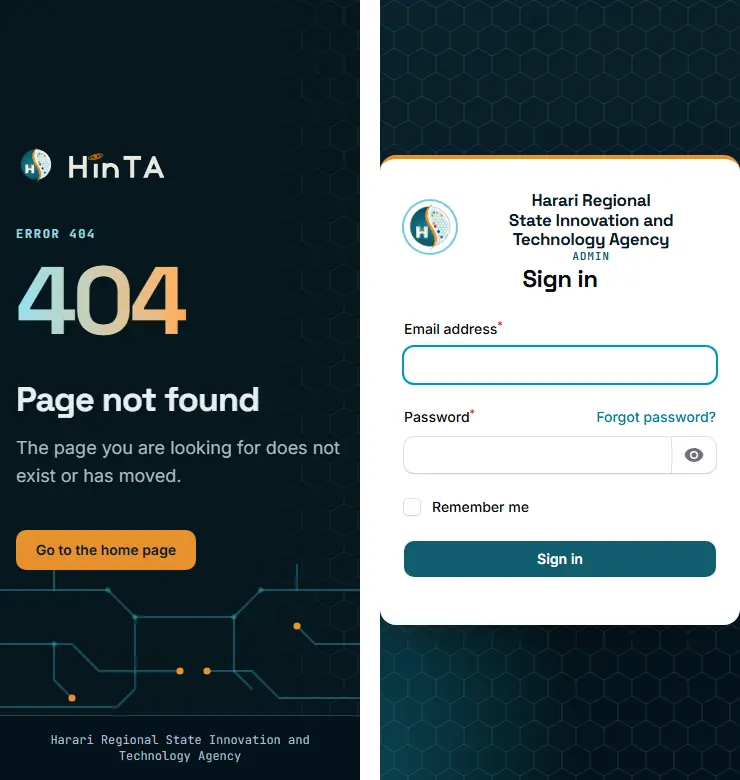 H
HinTA
ERROR 404
404
Page not found
The page you are looking for does not
exist or has moved.
Go to the home page
Harari Regional State Innovation and
Technology Agency
H
Harari Regional
State Innovation and
Technology Agency
ADMIN
Sign in
Email address*
Password*
Forgot password?
Remember me
Sign in